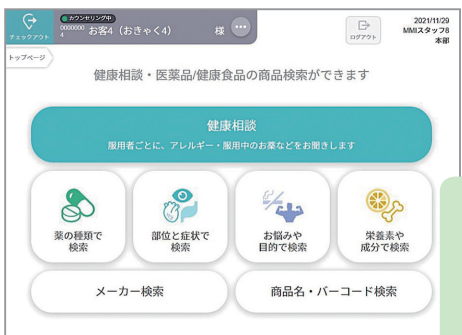 チェックアウト
カウンセリング中
0000000
4
お客4（おきゃく4）
様
ログアウト
2021/11/29
MMIスタッフ8
本部
トップページ
健康相談・医薬品/健康食品の商品検索ができます
健康相談
服用者ごとに、アレルギー・服用中のお薬などをお聞きします
薬の種類で
検索
部位と症状で
検索
お悩みや
目的で検索
栄養素や
成分で検索
メーカー検索
商品名・バーコード検索